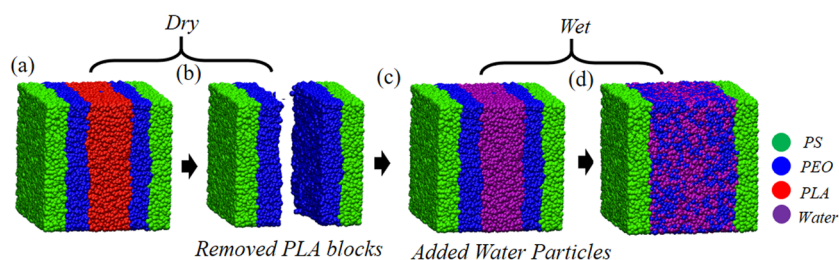 Dry
Wet
(a)
(b)
(c)
(d)
PS
PEO
PLA
Water
Removed PLA blocks
Added Water Particles